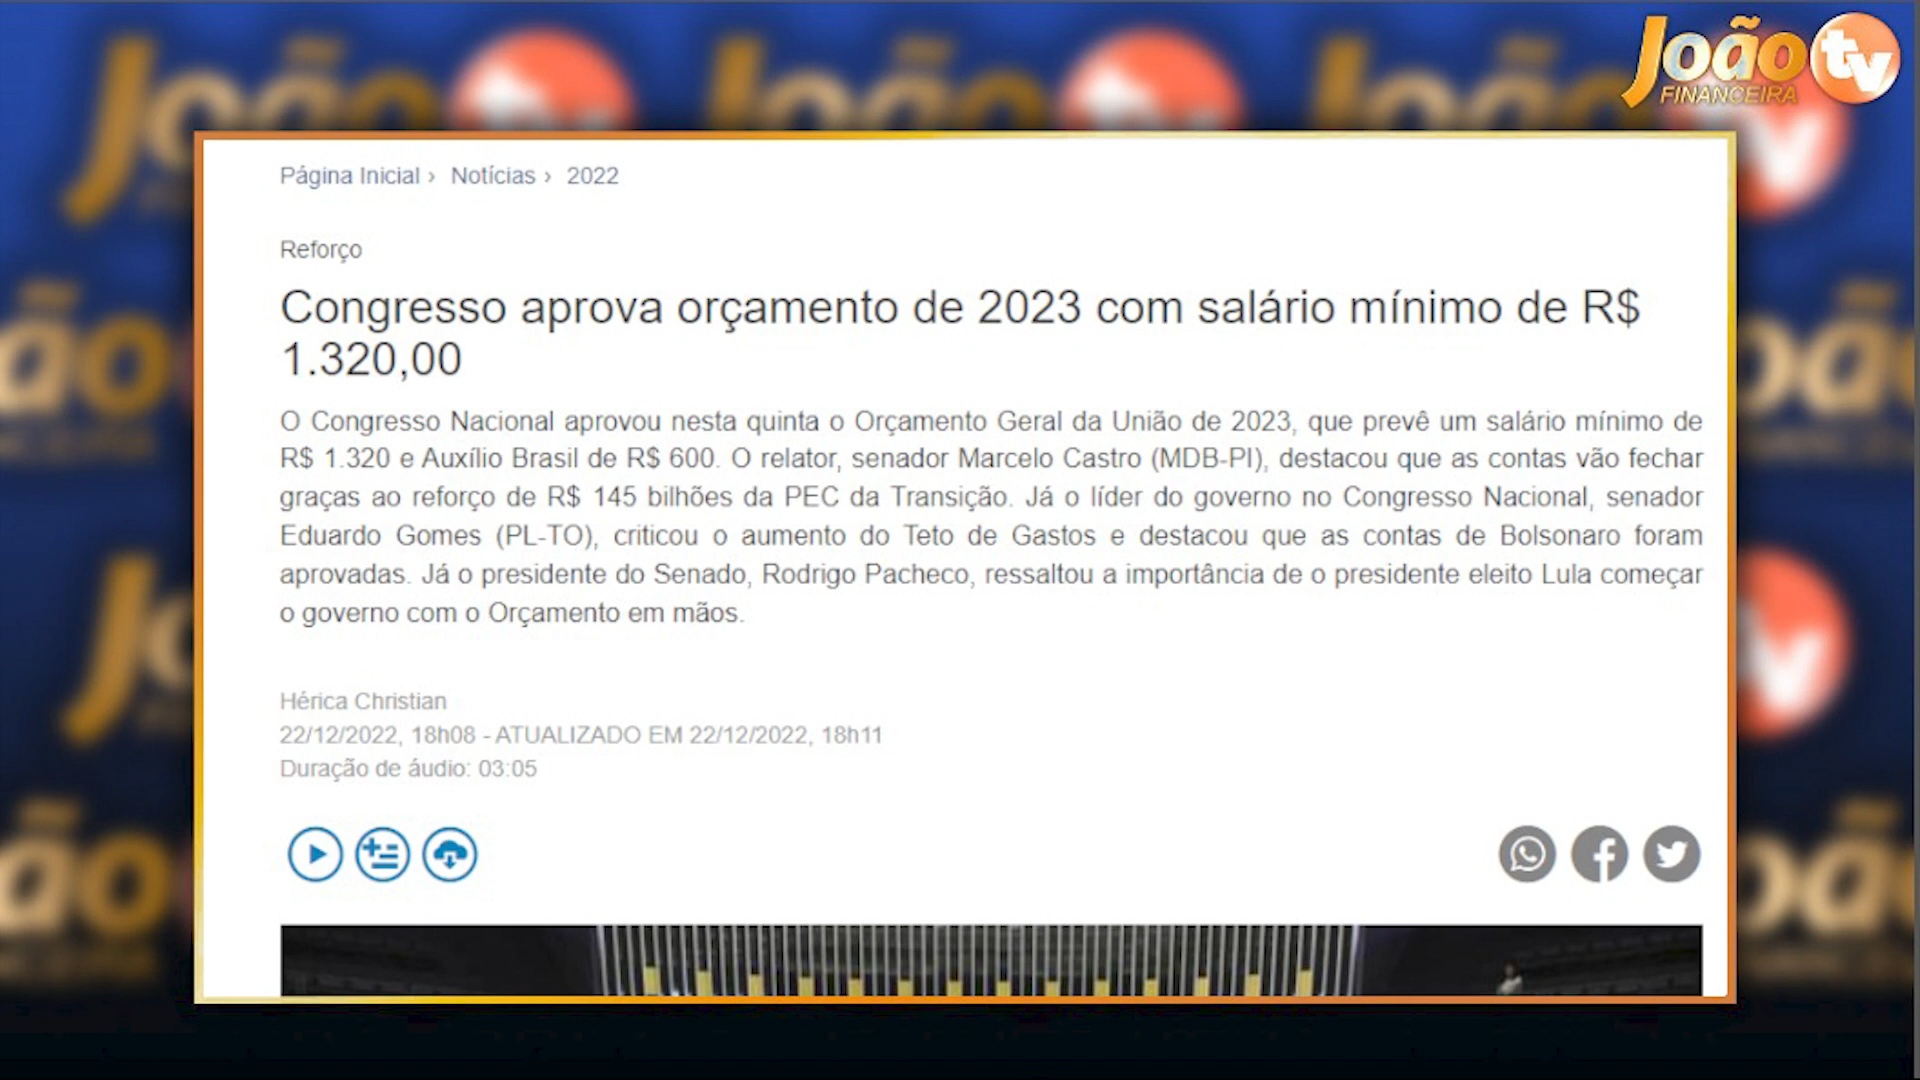 João tv
FINANCEIRA
Página Inicial › Notícias › 2022
Reforço
Congresso aprova orçamento de 2023 com salário mínimo de R$
1.320,00
O Congresso Nacional aprovou nesta quinta o Orçamento Geral da União de 2023, que prevê um salário mínimo de
R$ 1.320 e Auxílio Brasil de R$ 600. O relator, senador Marcelo Castro (MDB-PI), destacou que as contas vão fechar
graças ao reforço de R$ 145 bilhões da PEC da Transição. Já o líder do governo no Congresso Nacional, senador
Eduardo Gomes (PL-TO), criticou o aumento do Teto de Gastos e destacou que as contas de Bolsonaro foram
aprovadas. Já o presidente do Senado, Rodrigo Pacheco, ressaltou a importância de o presidente eleito Lula começar
o governo com o Orçamento em mãos.
Hérica Christian
22/12/2022, 18h08 - ATUALIZADO EM 22/12/2022, 18h11
Duração de áudio: 03:05